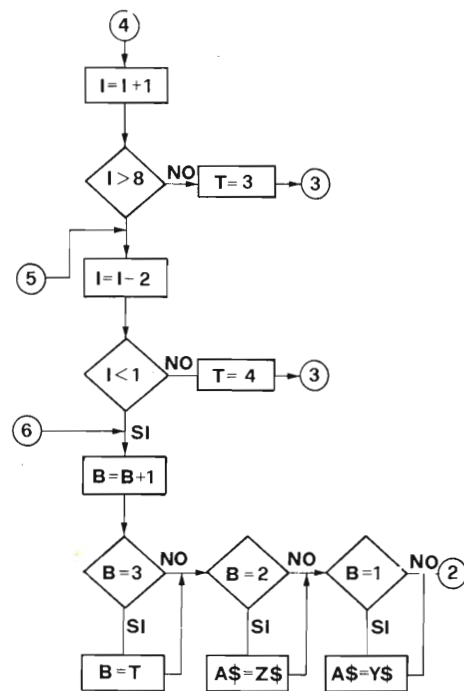 4
I=I+1
I>8
NO
T=3
3
5
I=I-2
I<1
NO
T=4
3
6
SI
B=B+1
B=3
NO
B=2
NO
B=1
NO
2
SI
SI
SI
B=T
A$=Z$
A$=Y$